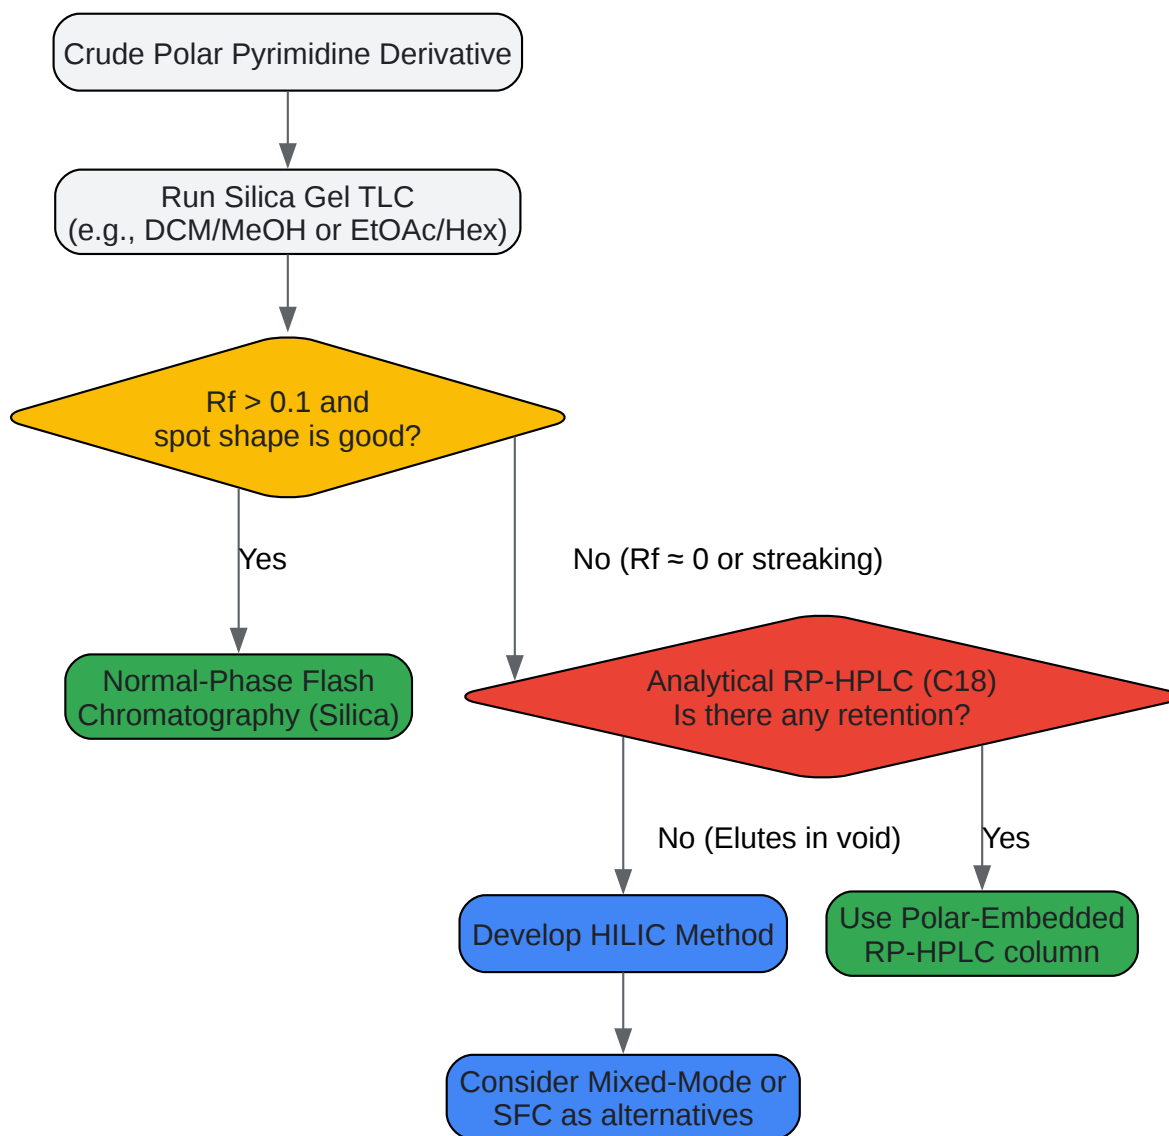 Crude Polar Pyrimidine Derivative
Run Silica Gel TLC
(e.g., DCM/MeOH or EtOAc/Hex)
Rf > 0.1 and
spot shape is good?
Yes
No (Rf ≈ 0 or streaking)
Normal-Phase Flash
Chromatography (Silica)
Analytical RP-HPLC (C18)
Is there any retention?
No (Elutes in void)
Yes
Develop HILIC Method
Use Polar-Embedded
RP-HPLC column
Consider Mixed-Mode or
SFC as alternatives